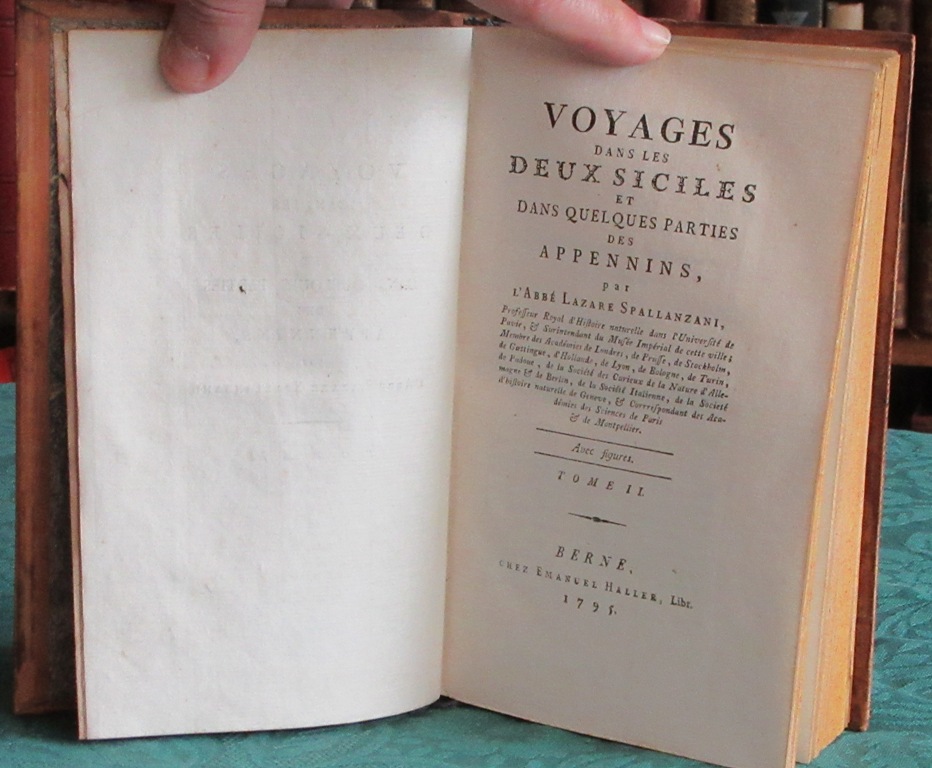 VOYAGES
DANS LES
DEUX SICILES
ET
DANS QUELQUES PARTIES
DES
APPENNINS,
par
L'ABBÉ LAZARE SPALLANZANI,
Professeur Royal d'Histoire naturelle dans l'Université de
Pavie, & Surintendant du Musée Impérial de cette ville;
Membre des Académies de Londres, de Prusse, de Stockholm,
de Gottingue, d'Hollande, de Lyon, de Bologne, de Turin,
de Padoue, de la Société des Curieux de la Nature d'Alle-
magne & de Berlin, de la Société Italienne, de la Societé
d'histoire naturelle de Geneve, & Correspondant des Aca-
démies des Sciences de Paris
& de Montpellier.
Avec figures.
TOME II.
BERNE,
CHEZ EMANUEL HALLER, Libr.
1795.